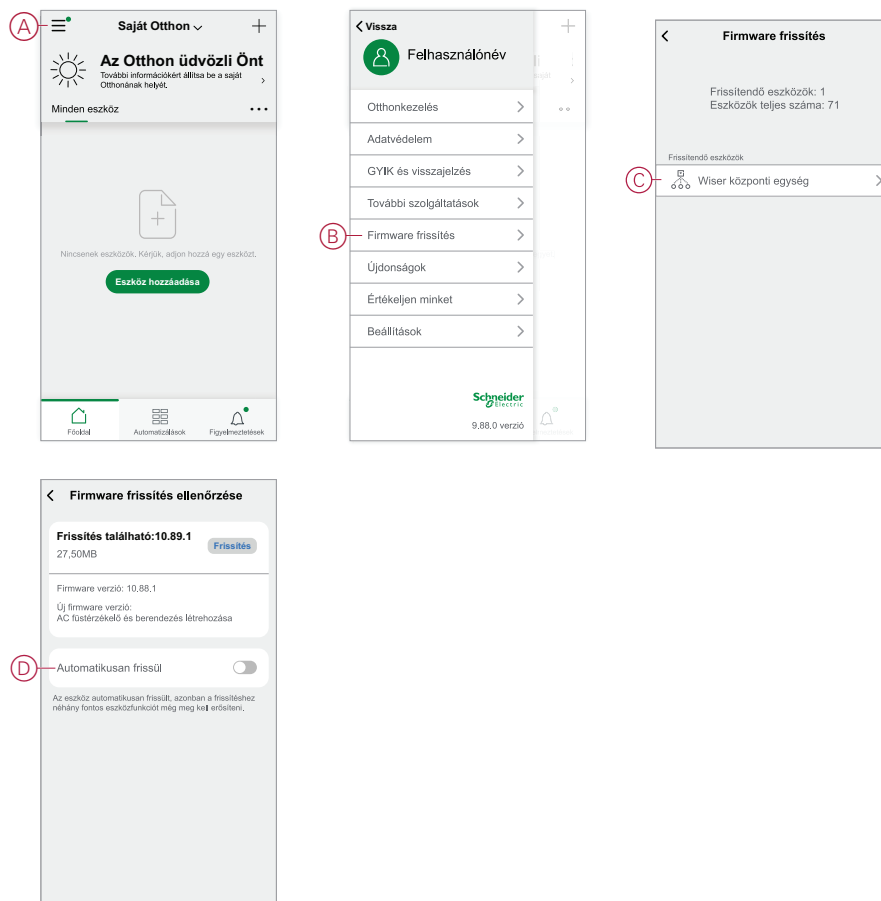 A
Saját Otthon
Az Otthon üdvözli Önt
További információkért állítsa be a saját
Otthonának helyét.
Minden eszköz
Nincsenek eszközök. Kérjük, adjon hozzá egy eszközt.
Eszköz hozzáadása
Főoldal
Automatizálások
Figyelmeztetések
Vissza
Felhasználónév
Otthonkezelés
Adatvédelem
GYIK és visszajelzés
További szolgáltatások
B
Firmware frissítés
Újdonságok
Értékeljen minket
Beállítások
Schneider
Electric
9.88.0 verzió
Firmware frissítés
Frissítendő eszközök: 1
Eszközök teljes száma: 71
Frissítendő eszközök
C
Wiser központi egység
Firmware frissítés ellenőrzése
Frissítés található:10.89.1
27,50MB
Frissítés
Firmware verzió: 10.88.1
Új firmware verzió:
AC füstérzékelő és berendezés létrehozása
D
Automatikusan frissül
Az eszköz automatikusan frissült, azonban a frissítéshez
néhány fontos eszközfunkciót még meg kell erősíteni.